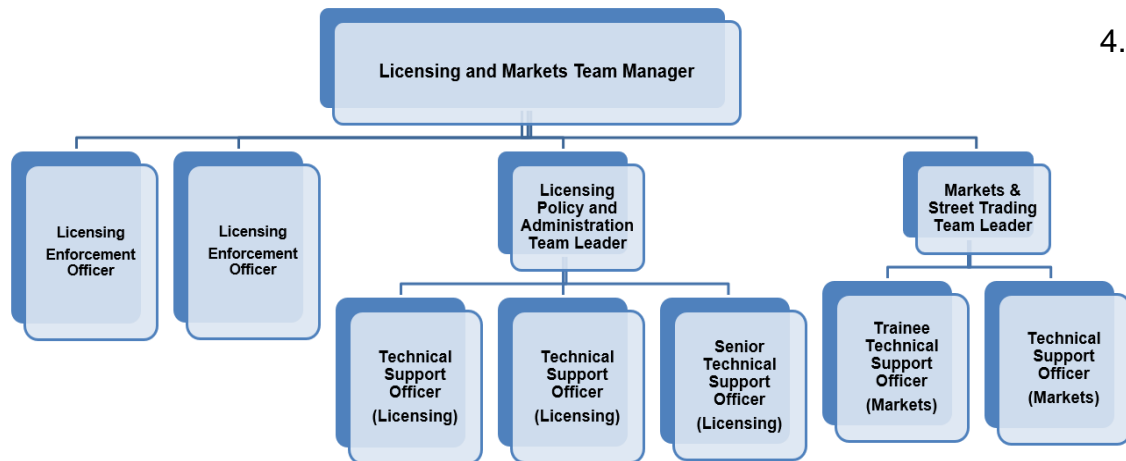 4.
Licensing and Markets Team Manager
Licensing
Enforcement
Officer
Licensing
Enforcement
Officer
Licensing
Policy and
Administration
Team Leader
Markets &
Street Trading
Team Leader
Technical
Support
Officer
(Licensing)
Technical
Support
Officer
(Licensing)
Senior
Technical
Support
Officer
(Licensing)
Trainee
Technical
Support
Officer
(Markets)
Technical
Support
Officer
(Markets)